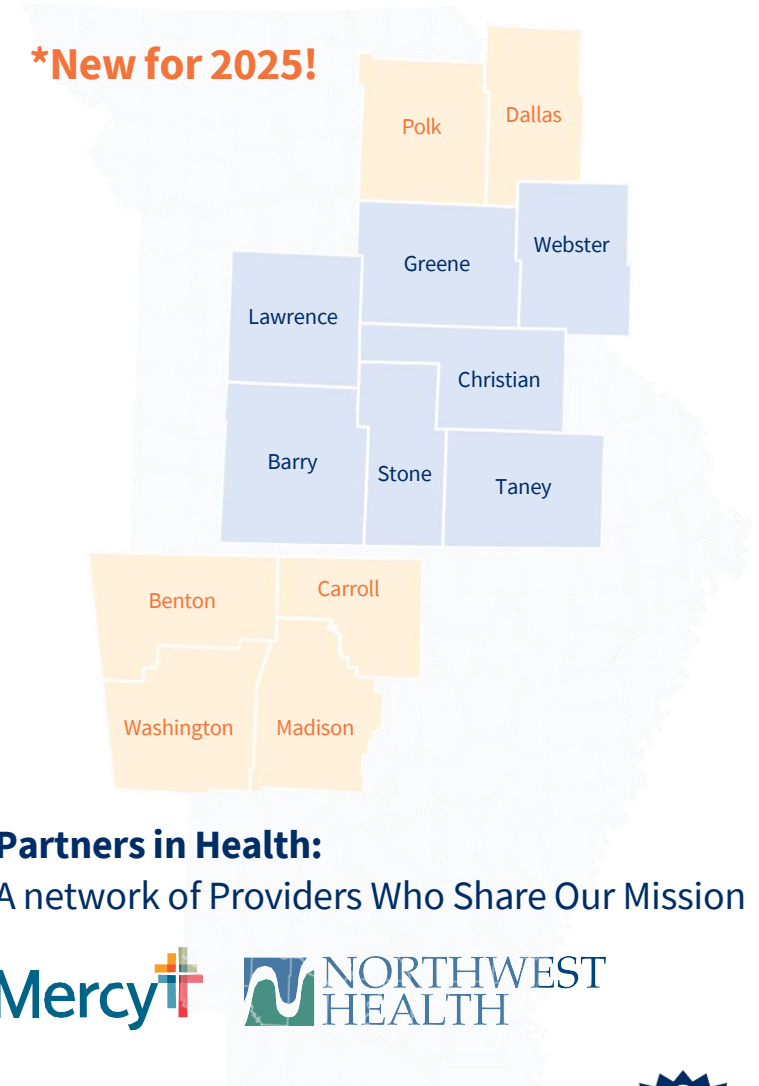 *New for 2025!
Polk
Dallas
Webster
Greene
Lawrence
Christian
Barry
Stone
Taney
Benton
Carroll
Washington
Madison
Partners in Health:
A network of Providers Who Share Our Mission
Mercy
NORTHWEST
HEALTH